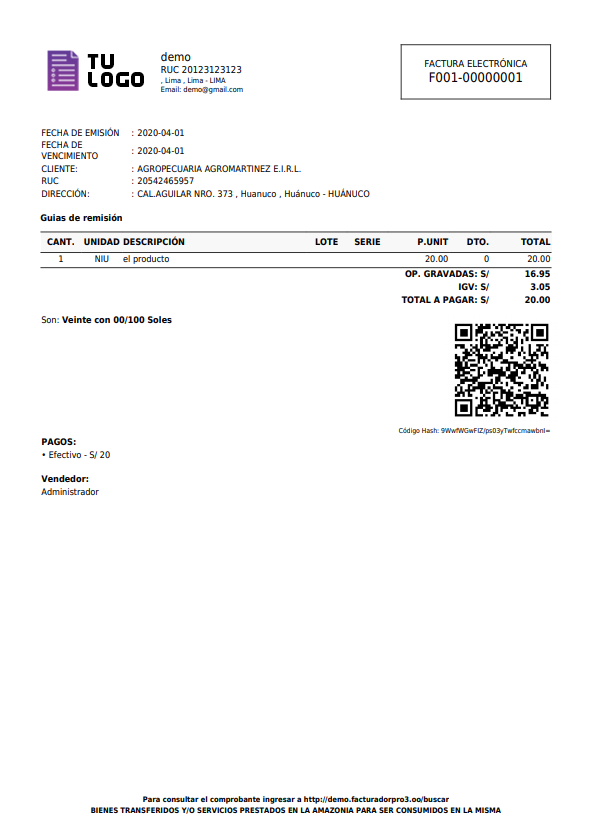 TU
LOGO
demo
RUC 20123123123
, Lima , Lima - LIMA
Email: demo@gmail.com
FACTURA ELECTRÓNICA
F001-00000001
FECHA DE EMISIÓN : 2020-04-01
FECHA DE
VENCIMIENTO : 2020-04-01
CLIENTE: : AGROPECUARIA AGROMARTINEZ E.I.R.L.
RUC : 20542465957
DIRECCIÓN: : CAL.AGUILAR NRO. 373 , Huanuco , Huánuco - HUÁNUCO
Guias de remisión
CANT. UNIDAD DESCRIPCIÓN LOTE SERIE P.UNIT DTO. TOTAL
1 NIU el producto 20.00 0 20.00
OP. GRAVADAS: S/ 16.95
IGV: S/ 3.05
TOTAL A PAGAR: S/ 20.00
Son: Veinte con 00/100 Soles
Código Hash:
PAGOS:
• Efectivo - S/ 20
Vendedor:
Administrador
Para consultar el comprobante ingresar a http://demo.facturadorpro3.oo/buscar
BIENES TRANSFERIDOS Y/O SERVICIOS PRESTADOS EN LA AMAZONIA PARA SER CONSUMIDOS EN LA MISMA